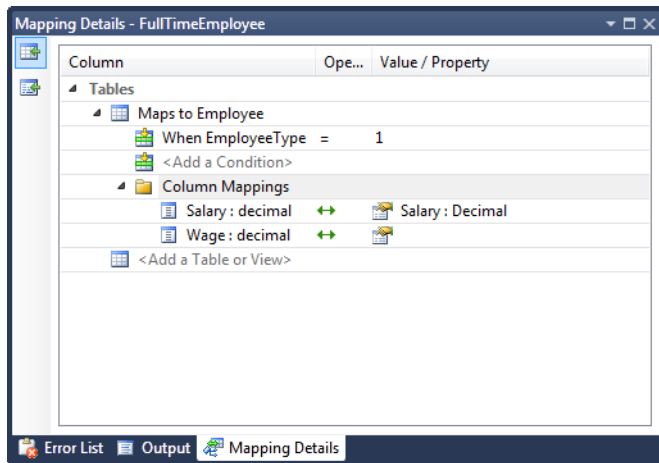 Mapping Details - FullTimeEmployee
Column Ope... Value / Property
Tables
Maps to Employee
When EmployeeType = 1
<Add a Condition>
Column Mappings
Salary : decimal Salary : Decimal
Wage : decimal
<Add a Table or View>
Error List Output Mapping Details